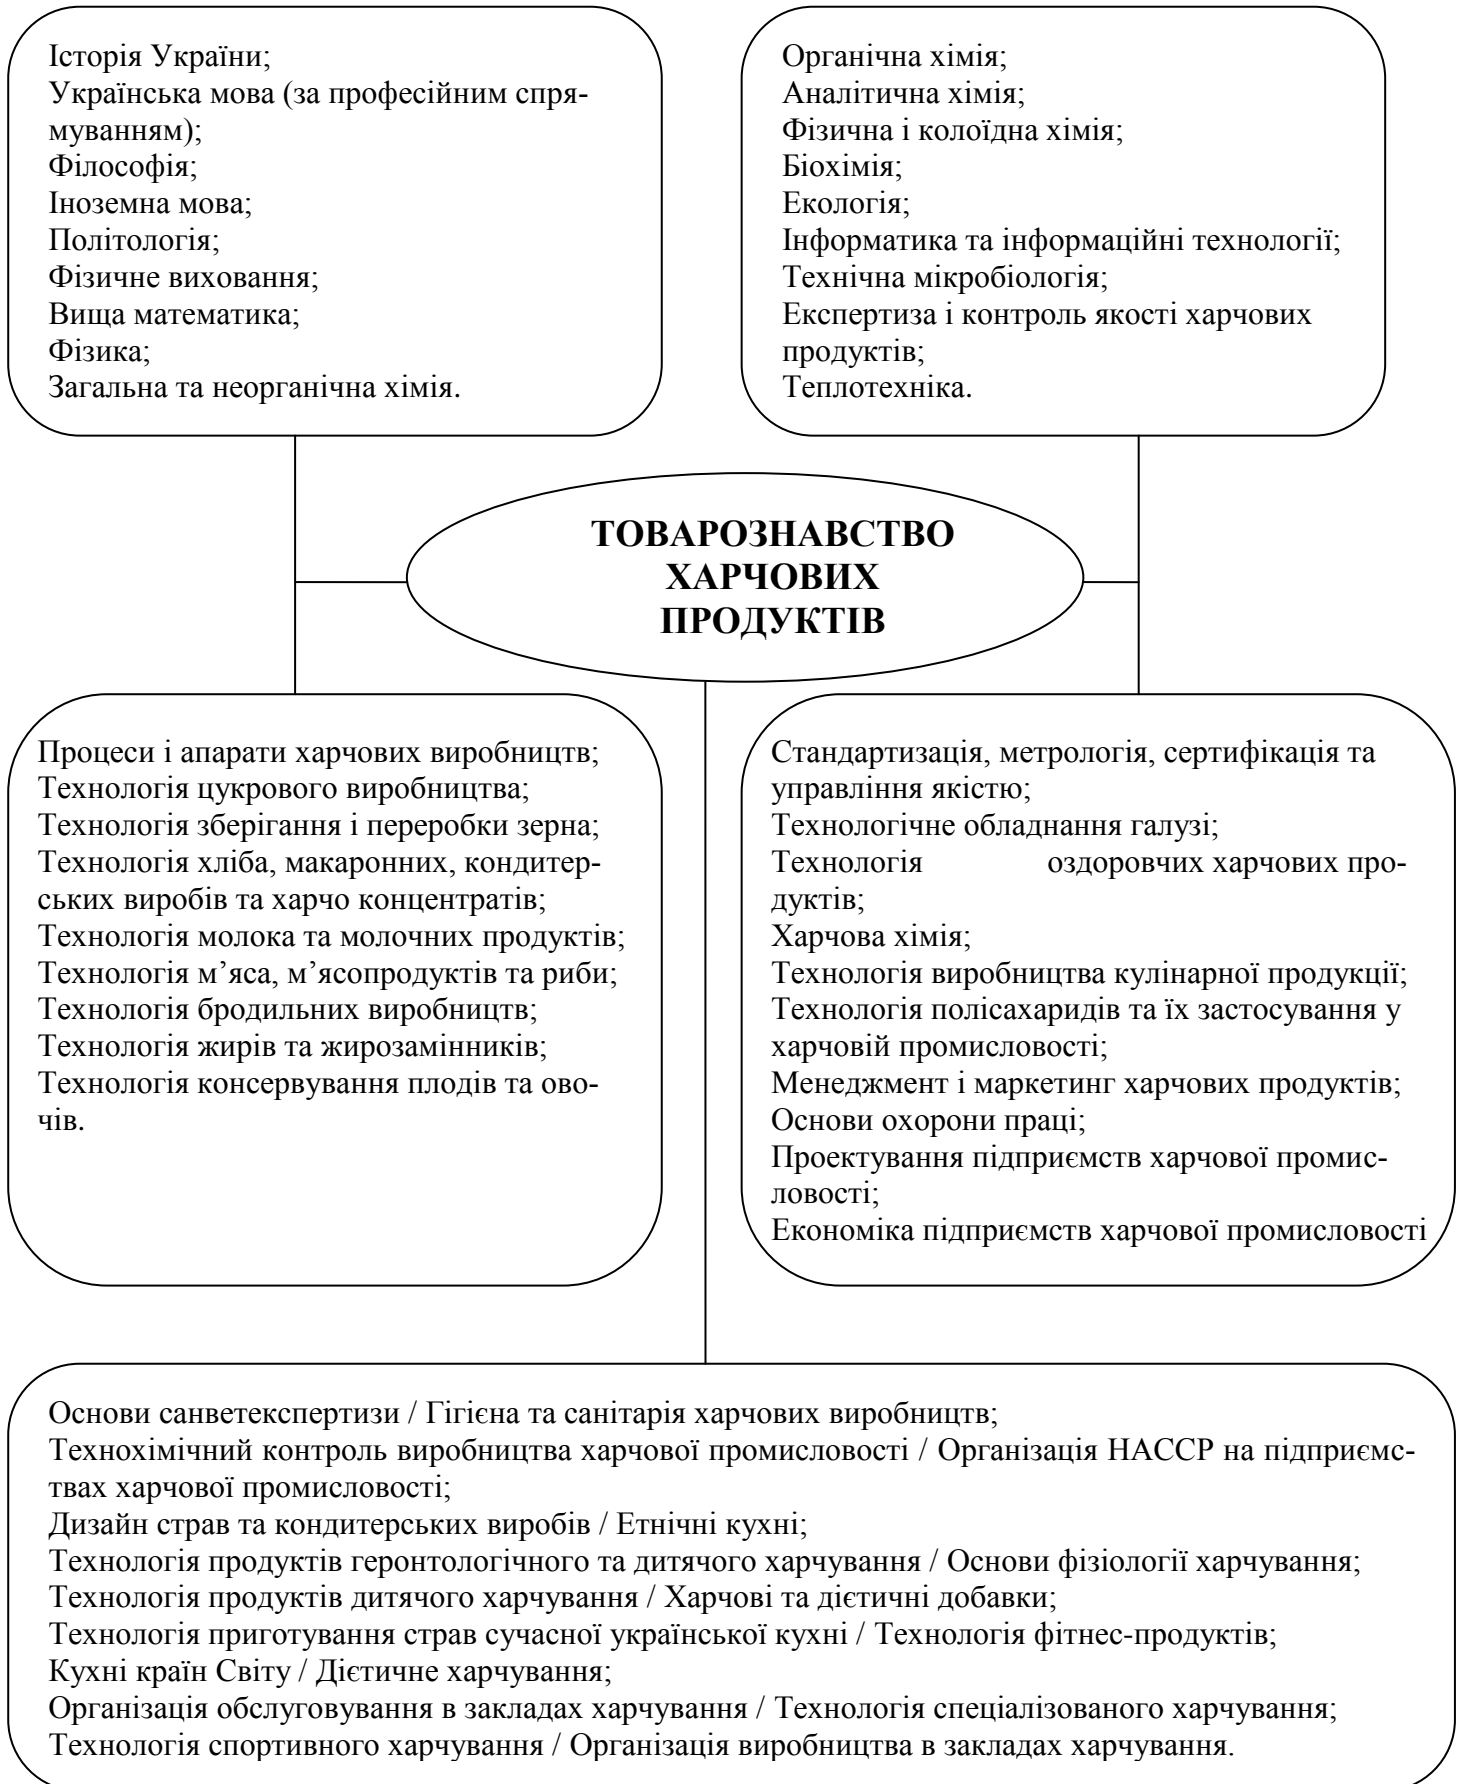 Історія України;
Українська мова (за професійним спря-
муванням);
Філософія;
Іноземна мова;
Політологія;
Фізичне виховання;
Вища математика;
Фізика;
Загальна та неорганічна хімія.
Органічна хімія;
Аналітична хімія;
Фізична і колоїдна хімія;
Біохімія;
Екологія;
Інформатика та інформаційні технології;
Технічна мікробіологія;
Експертиза і контроль якості харчових
продуктів;
Теплотехніка.
ТОВАРОЗНАВСТВО
ХАРЧОВИХ
ПРОДУКТІВ
Процеси і апарати харчових виробництв;
Технологія цукрового виробництва;
Технологія зберігання і переробки зерна;
Технологія хліба, макаронних, кондитер-
ських виробів та харчо концентратів;
Технологія молока та молочних продуктів;
Технологія м’яса, м’ясопродуктів та риби;
Технологія бродильних виробництв;
Технологія жирів та жирозамінників;
Технологія консервування плодів та ово-
чів.
Стандартизація, метрологія, сертифікація та
управління якістю;
Технологічне обладнання галузі;
Технологія оздоровчих харчових про-
дуктів;
Харчова хімія;
Технологія виробництва кулінарної продукції;
Технологія полісахаридів та їх застосування у
харчовій промисловості;
Менеджмент і маркетинг харчових продуктів;
Основи охорони праці;
Проектування підприємств харчової промис-
ловості;
Економіка підприємств харчової промисловості
Основи санветекспертизи / Гігієна та санітарія харчових виробництв;
Технохімічний контроль виробництва харчової промисловості / Організація НАССР на підприємс-
твах харчової промисловості;
Дизайн страв та кондитерських виробів / Етнічні кухні;
Технологія продуктів геронтологічного та дитячого харчування / Основи фізіології харчування;
Технологія продуктів дитячого харчування / Харчові та дієтичні добавки;
Технологія приготування страв сучасної української кухні / Технологія фітнес-продуктів;
Кухні країн Світу / Дієтичне харчування;
Організація обслуговування в закладах харчування / Технологія спеціалізованого харчування;
Технологія спортивного харчування / Організація виробництва в закладах харчування.